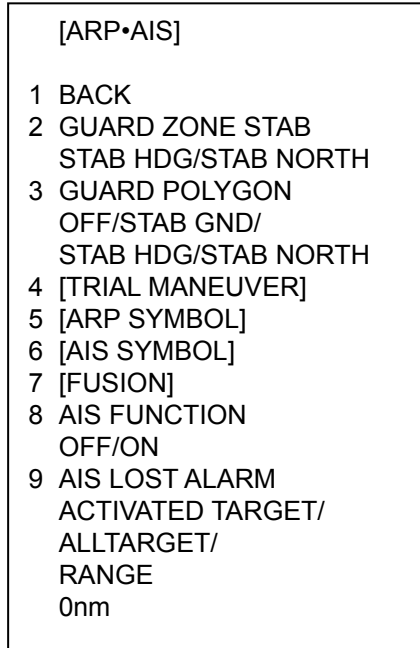 [ARP•AIS]
1 BACK
2 GUARD ZONE STAB
STAB HDG/STAB NORTH
3 GUARD POLYGON
OFF/STAB GND/
STAB HDG/STAB NORTH
4 [TRIAL MANEUVER]
5 [ARP SYMBOL]
6 [AIS SYMBOL]
7 [FUSION]
8 AIS FUNCTION
OFF/ON
9 AIS LOST ALARM
ACTIVATED TARGET/
ALLTARGET/
RANGE
0nm